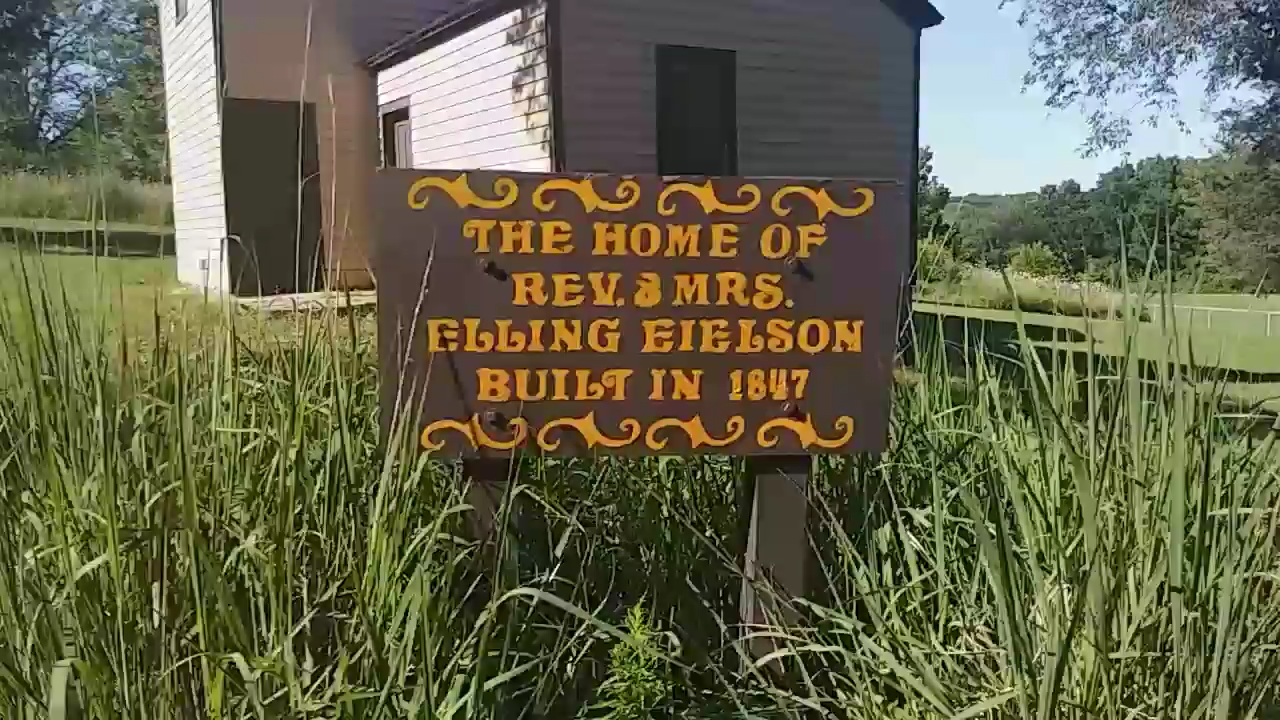 THE HOME OF
REV. & MRS.
ELLING EIELSON
BUILT IN 1847